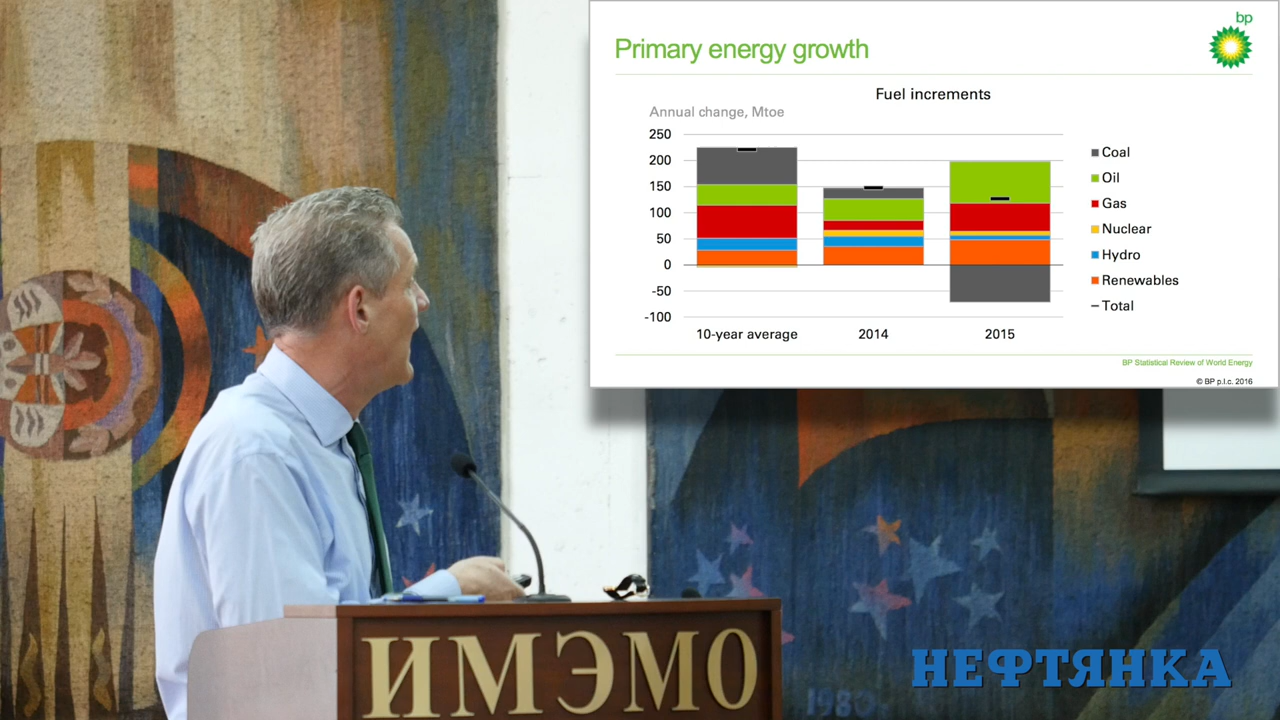 bp
Primary energy growth
Fuel increments
Annual change, Mtoe
250
200
150
100
50
0
-50
-100
10-year average
2014
2015
Coal
Oil
Gas
Nuclear
Hydro
Renewables
Total
BP Statistical Review of World Energy
© BP p.l.c. 2016
ИМЭМО
1980
НЕФТЯНКА